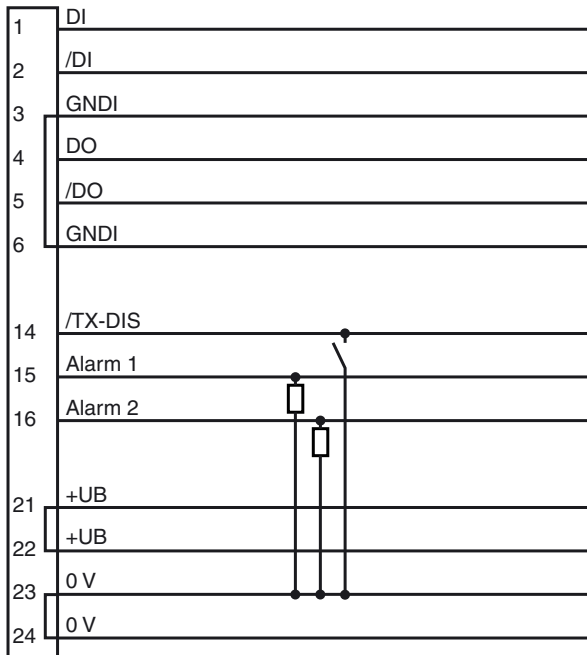 1 DI
2 /DI
3 GNDI
4 DO
5 /DO
6 GNDI
14 /TX-DIS
15 Alarm 1
16 Alarm 2
21 +UB
22 +UB
23 0 V
24 0 V